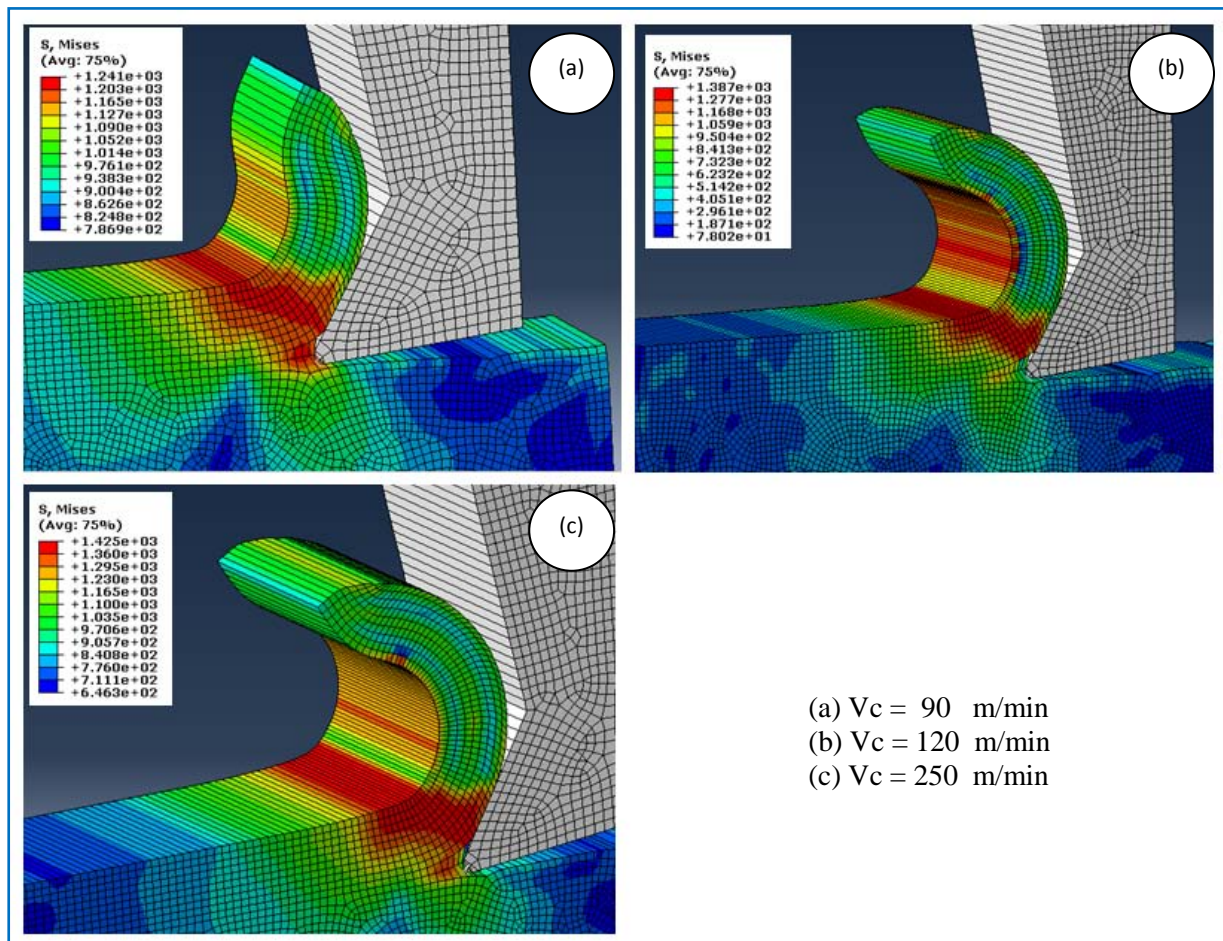 S, Mises
(Avg: 75%)
+1.241e+03
+1.203e+03
+1.165e+03
+1.127e+03
+1.090e+03
+1.052e+03
+1.014e+03
+9.761e+02
+9.383e+02
+9.004e+02
+8.626e+02
+8.248e+02
+7.869e+02
(a)
S, Mises
(Avg: 75%)
+1.387e+03
+1.277e+03
+1.168e+03
+1.059e+03
+9.504e+02
+8.413e+02
+7.323e+02
+6.232e+02
+5.142e+02
+4.051e+02
+2.961e+02
+1.871e+02
+7.802e+01
(b)
S, Mises
(Avg: 75%)
+1.425e+03
+1.360e+03
+1.295e+03
+1.230e+03
+1.165e+03
+1.100e+03
+1.035e+03
+9.706e+02
+9.057e+02
+8.408e+02
+7.760e+02
+7.111e+02
+6.463e+02
(c)
(a) Vc = 90 m/min
(b) Vc = 120 m/min
(c) Vc = 250 m/min